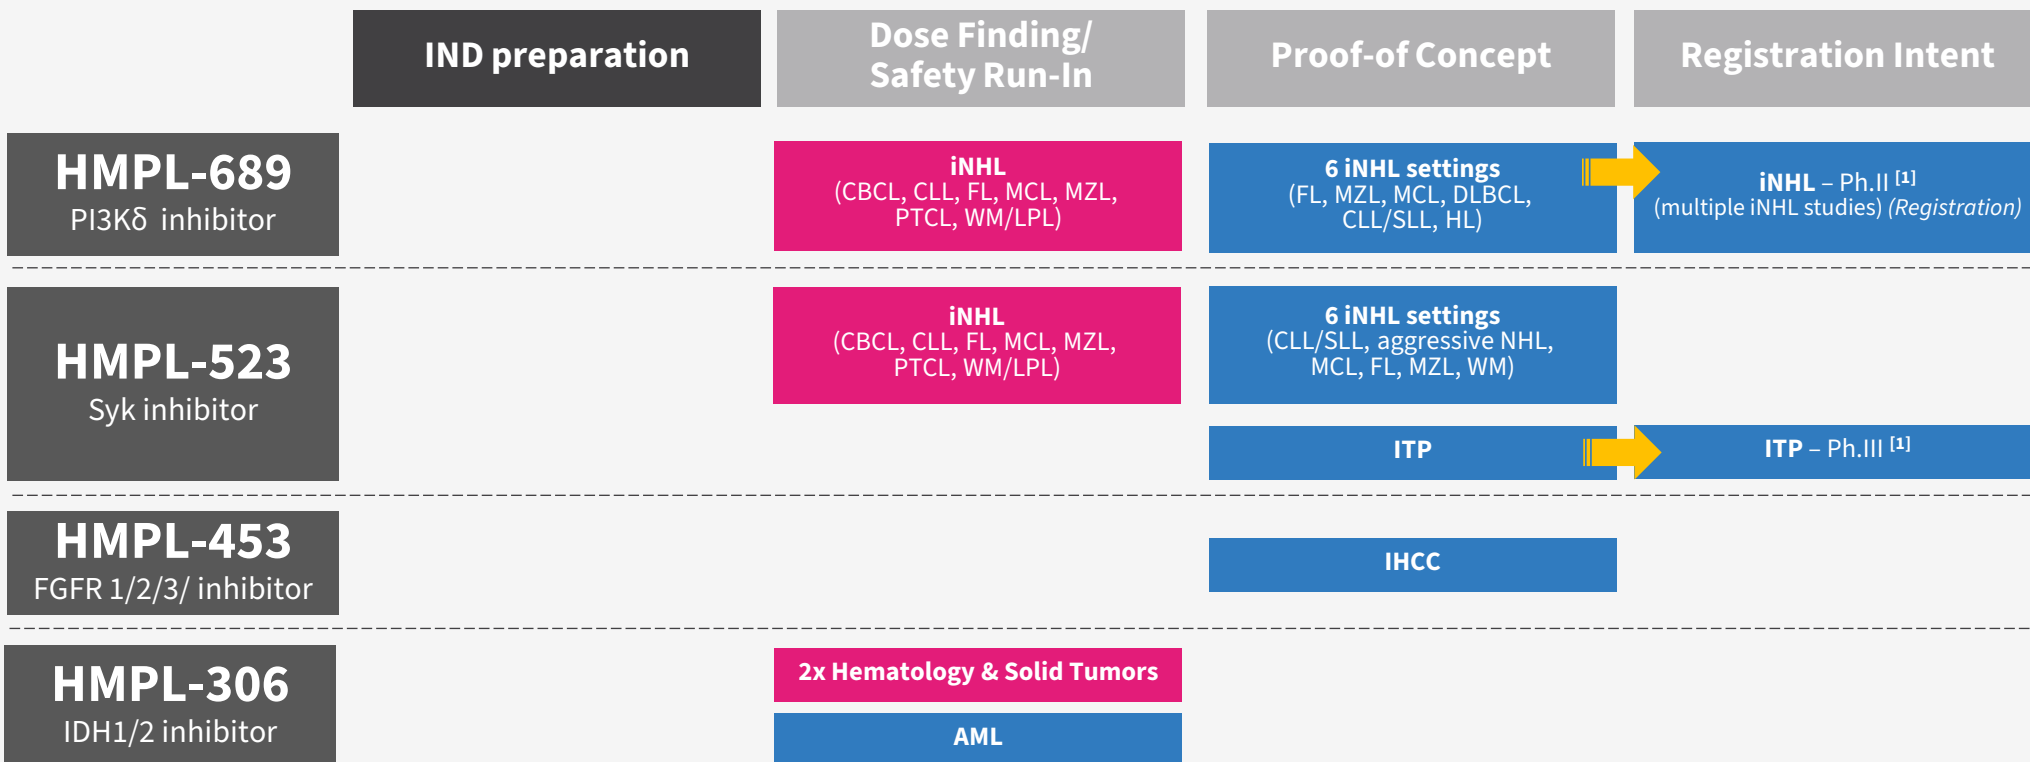 IND preparation
Dose Finding/
Safety Run-In
Proof-of Concept
Registration Intent
HMPL-689
PI3Kδ inhibitor
iNHL
(CBCL, CLL, FL, MCL, MZL,
PTCL, WM/LPL)
6 iNHL settings
(FL, MZL, MCL, DLBCL,
CLL/SLL, HL)
iNHL – Ph.II [1]
(multiple iNHL studies) (Registration)
HMPL-523
Syk inhibitor
iNHL
(CBCL, CLL, FL, MCL, MZL,
PTCL, WM/LPL)
6 iNHL settings
(CLL/SLL, aggressive NHL,
MCL, FL, MZL, WM)
ITP
ITP – Ph.III [1]
HMPL-453
FGFR 1/2/3/ inhibitor
IHCC
HMPL-306
IDH1/2 inhibitor
2x Hematology & Solid Tumors
AML